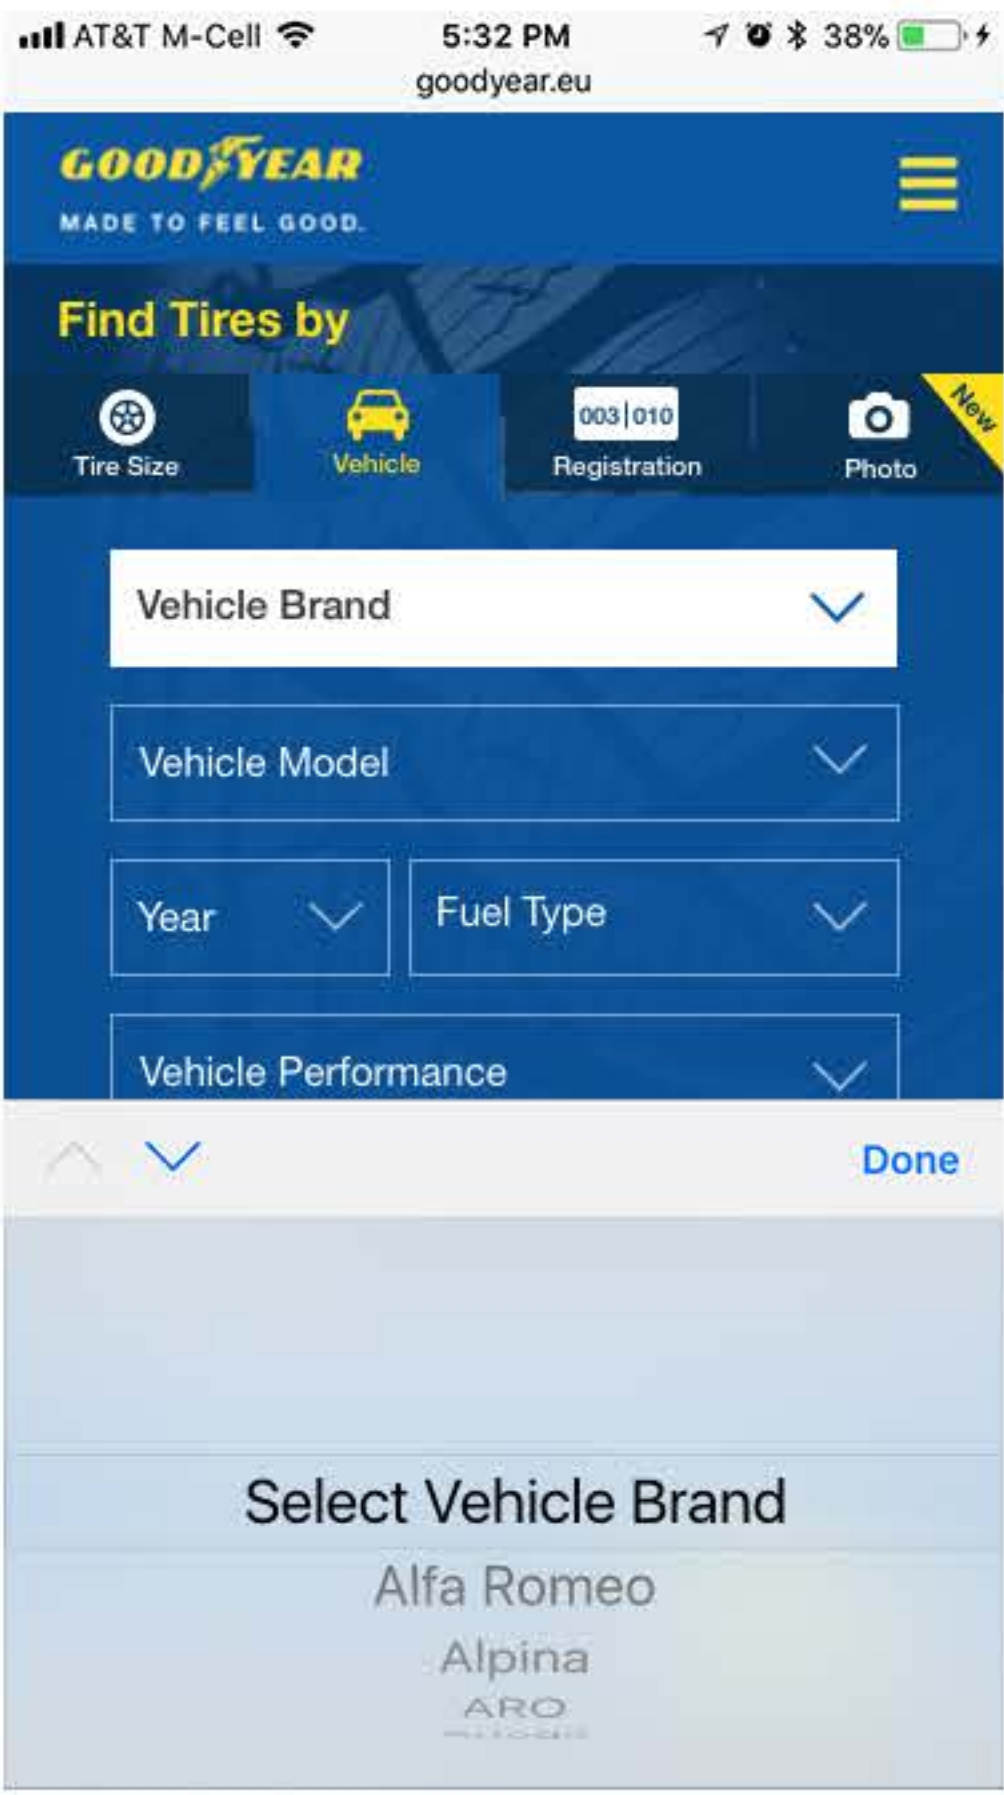 AT&T M-Cell 5:32 PM 38%
goodyear.eu
GOODYEAR
MADE TO FEEL GOOD.
Find Tires by
003|010 New
Tire Size Vehicle Registration Photo
Vehicle Brand
Vehicle Model
Year Fuel Type
Vehicle Performance
Done
Select Vehicle Brand
Alfa Romeo
Alpina
ARO